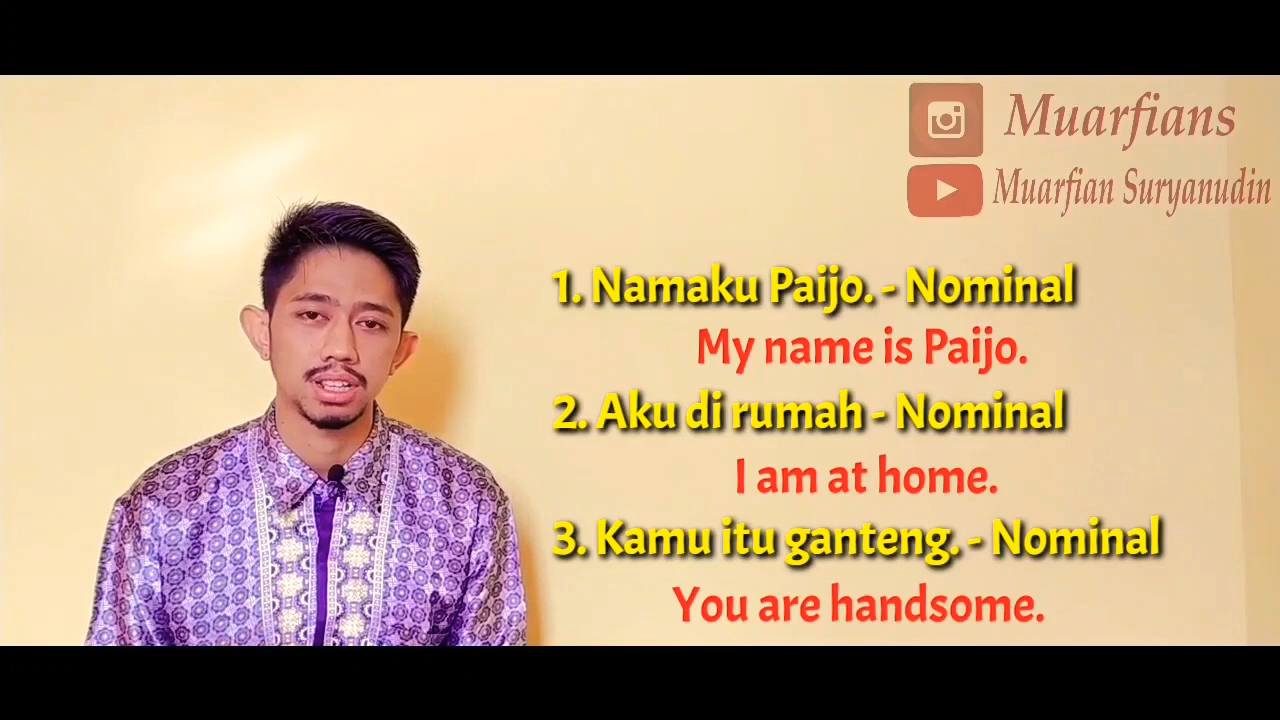 Muarfians
Muarfian Suryanudin
1. Namaku Paijo. - Nominal
My name is Paijo.
2. Aku di rumah - Nominal
I am at home.
3. Kamu itu ganteng. - Nominal
You are handsome.